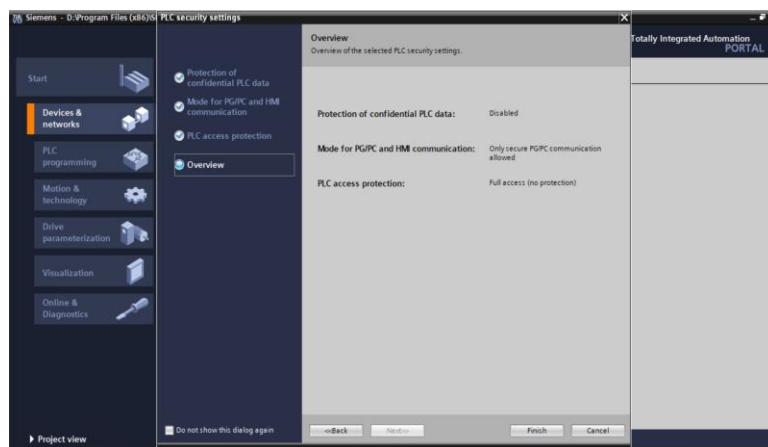 Siemens - D:\Program Files (x86)\Si
PLC security settings
Totally Integrated Automation
PORTAL
Start
Devices &
networks
PLC
programming
Motion &
technology
Drive
parameterization
Visualization
Online &
Diagnostics
Project view
Protection of
confidential PLC data
Mode for PG/PC and HMI
communication
PLC access protection
Overview
Do not show this dialog again
Overview
Overview of the selected PLC security settings.
Protection of confidential PLC data: Disabled
Mode for PG/PC and HMI communication: Only secure PG/PC communication
allowed
PLC access protection: Full access (no protection)
<<Back
Next>>
Finish
Cancel